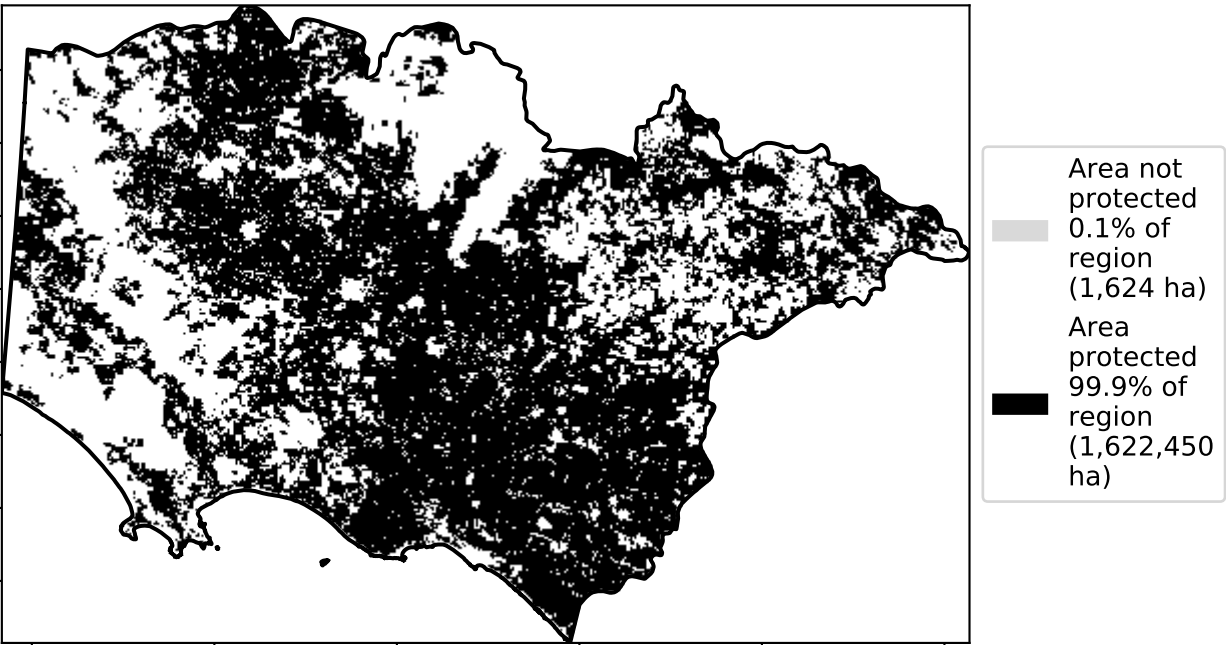 Area not
protected
0.1% of
region
(1,624 ha)
Area
protected
99.9% of
region
(1,622,450
ha)